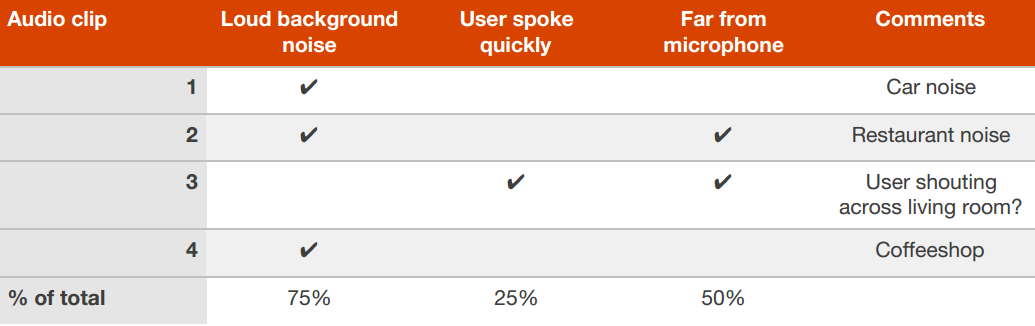 Audio clip Loud background noise User spoke quickly Far from microphone Comments
1 ✔ Car noise
2 ✔ ✔ Restaurant noise
3 ✔ ✔ User shouting across living room?
4 ✔ Coffeeshop
% of total 75% 25% 50%